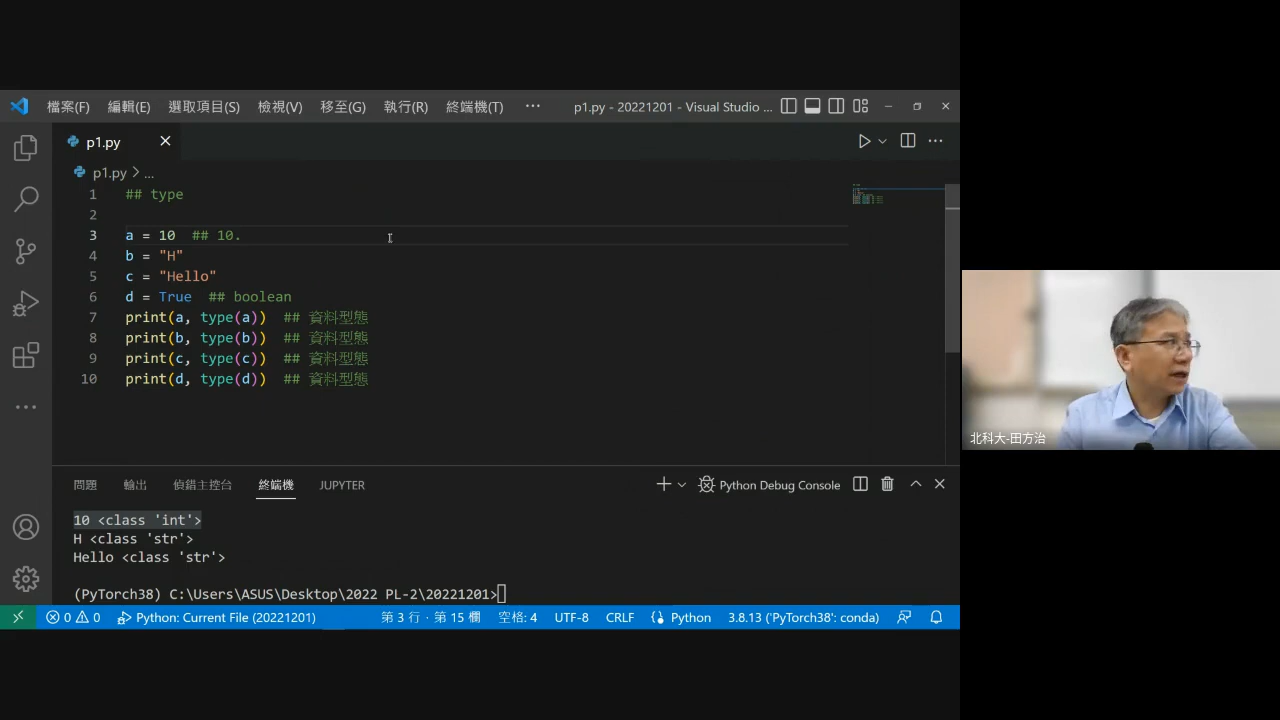 檔案(F) 編輯(E) 選取項目(S) 檢視(V) 移至(G) 執行(R) 終端機(T) ··· p1.py - 20221201 - Visual Studio ...
p1.py
p1.py > ...
1 ## type
2
3 a = 10 ## 10.
4 b = "H"
5 c = "Hello"
6 d = True ## boolean
7 print(a, type(a)) ## 資料型態
8 print(b, type(b)) ## 資料型態
9 print(c, type(c)) ## 資料型態
10 print(d, type(d)) ## 資料型態
北科大-田方治
問題 輸出 偵錯主控台 終端機 JUPYTER Python Debug Console
10 <class 'int'>
H <class 'str'>
Hello <class 'str'>
(PyTorch38) C:\Users\ASUS\Desktop\2022 PL-2\20221201>
0 0 Python: Current File (20221201) 第 3 行，第 15 欄 空格: 4 UTF-8 CRLF Python 3.8.13 ('PyTorch38': conda)